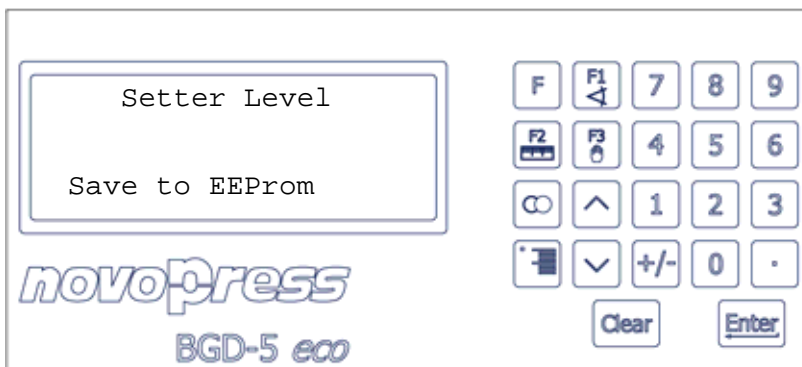 Setter Level
Save to EEProm
novopress
BGD-5 eco
F F1 7 8 9
F2 F3 4 5 6
1 2 3
+/- 0 .
Clear Enter